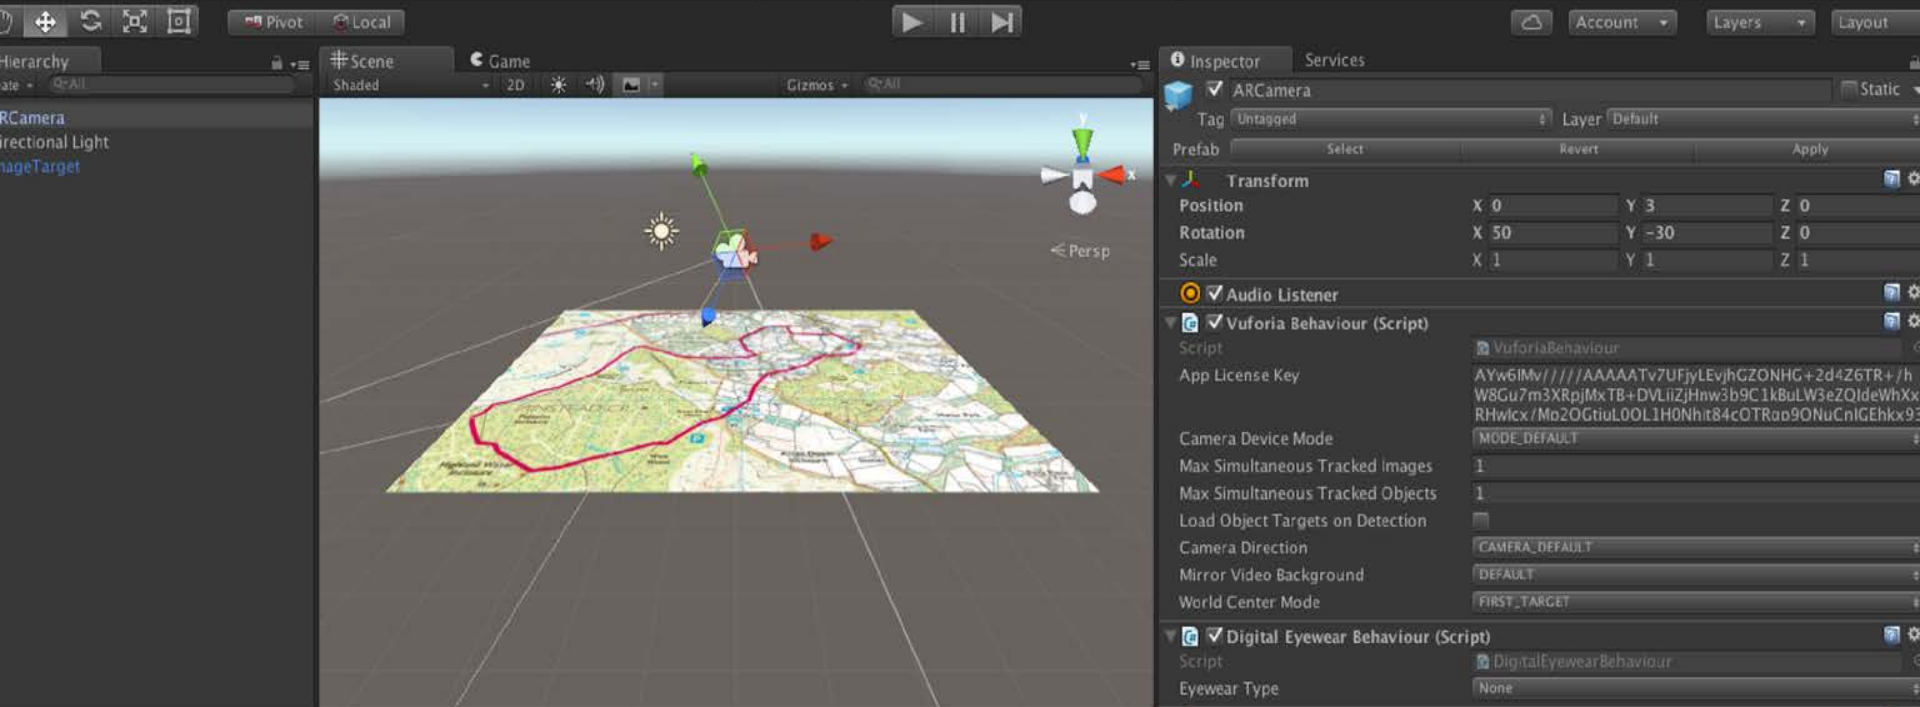 Pivot Local Account Layers Layout
Hierarchy Scene Game Inspector Services
All Shaded 2D Gizmos All
ARCamera Static
Tag Untagged Layer Default
Prefab Select Revert Apply
RCamera
irectional Light
nageTarget
y
x
Persp
Transform
Position X 0 Y 3 Z 0
Rotation X 50 Y -30 Z 0
Scale X 1 Y 1 Z 1
Audio Listener
Vuforia Behaviour (Script)
Script VuforiaBehaviour
App License Key
Camera Device Mode MODE_DEFAULT
Max Simultaneous Tracked Images 1
Max Simultaneous Tracked Objects 1
Load Object Targets on Detection
Camera Direction CAMERA_DEFAULT
Mirror Video Background DEFAULT
World Center Mode FIRST_TARGET
Digital Eyewear Behaviour (Script)
Script DigitalEyewearBehaviour
Eyewear Type None
P